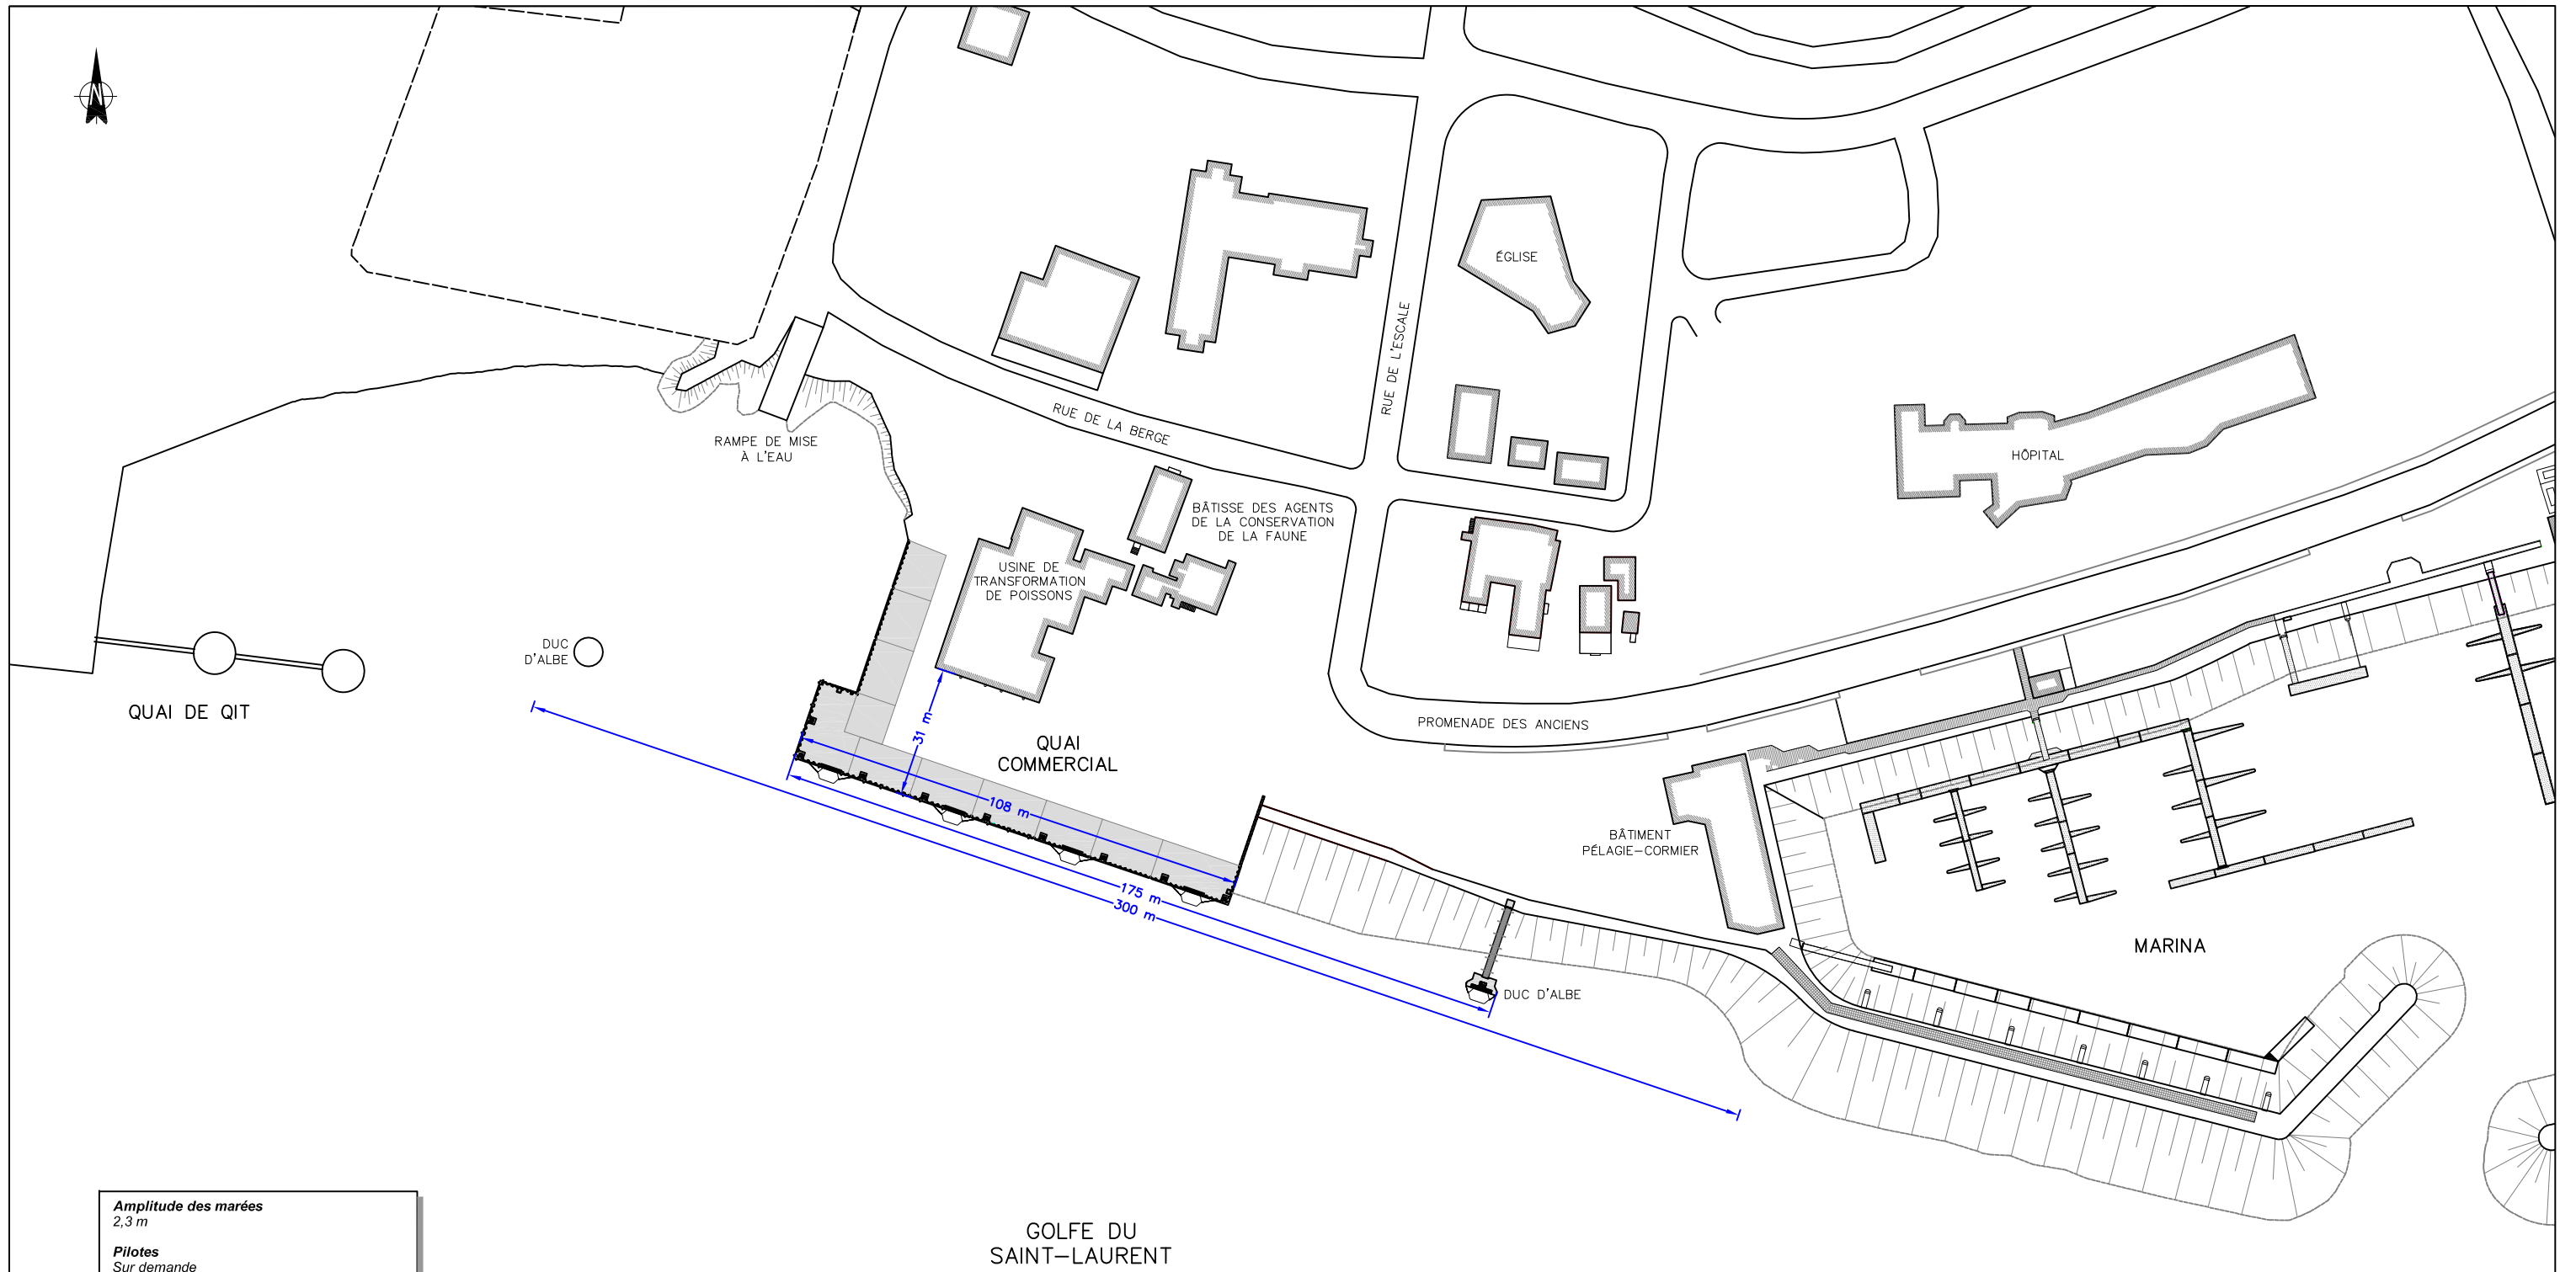 N
ÉGLISE
RUE DE L'ESCALE
RUE DE LA BERGE
RAMPE DE MISE
À L'EAU
HÔPITAL
BÂTISSE DES AGENTS
DE LA CONSERVATION
DE LA FAUNE
USINE DE
TRANSFORMATION
DE POISSONS
DUC
D'ALBE
QUAI DE QIT
31 m
QUAI
COMMERCIAL
PROMENADE DES ANCIENS
108 m
175 m
300 m
BÂTIMENT
PÉLAGIE-CORMIER
MARINA
DUC D'ALBE
Amplitude des marées
2,3 m
Pilotes
Sur demande
GOLFE DU
SAINT-LAURENT